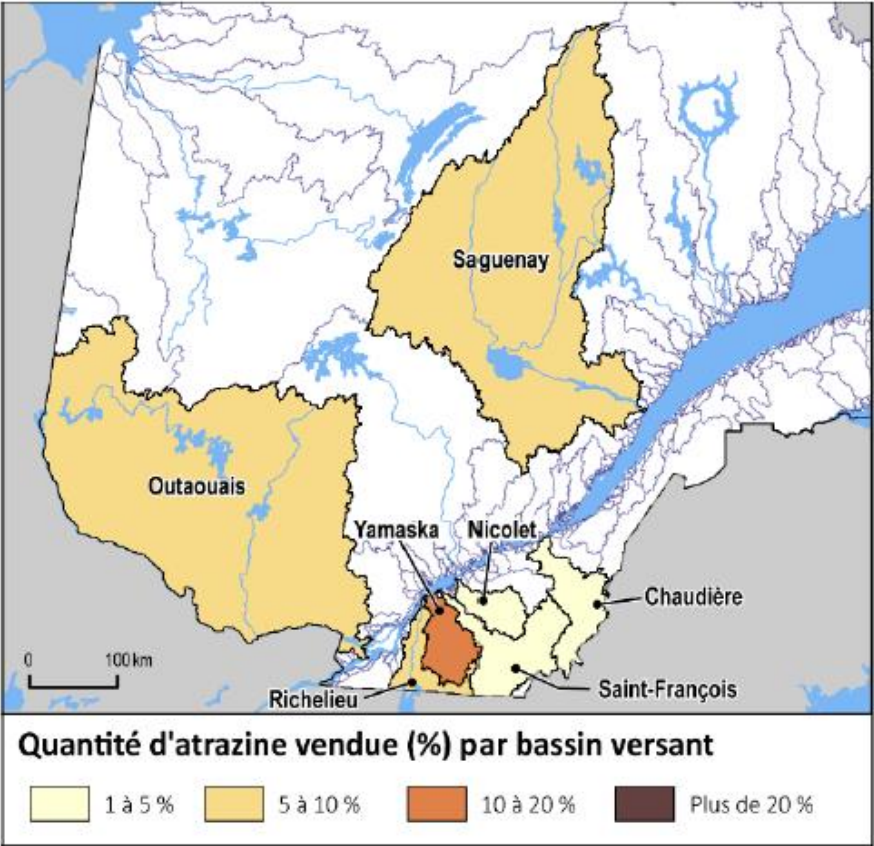 Saguenay
Outaouais
Yamaska
Nicolet
Chaudière
0
100 km
Saint-François
Richelieu
Quantité d'atrazine vendue (%) par bassin versant
1 à 5 %
5 à 10 %
10 à 20 %
Plus de 20 %